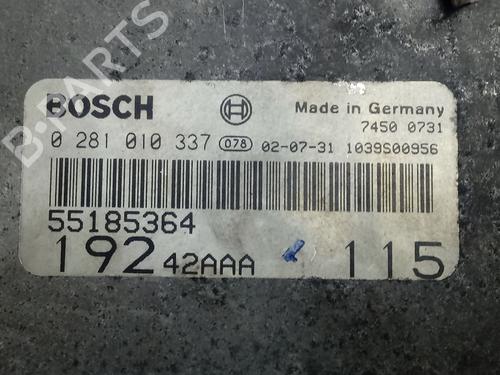 BOSCH
Made in Germany
7450 0731
0 281 010 337 078 02-07-31 1039S00956
55185364
192 42AAA 115
B-PARTS